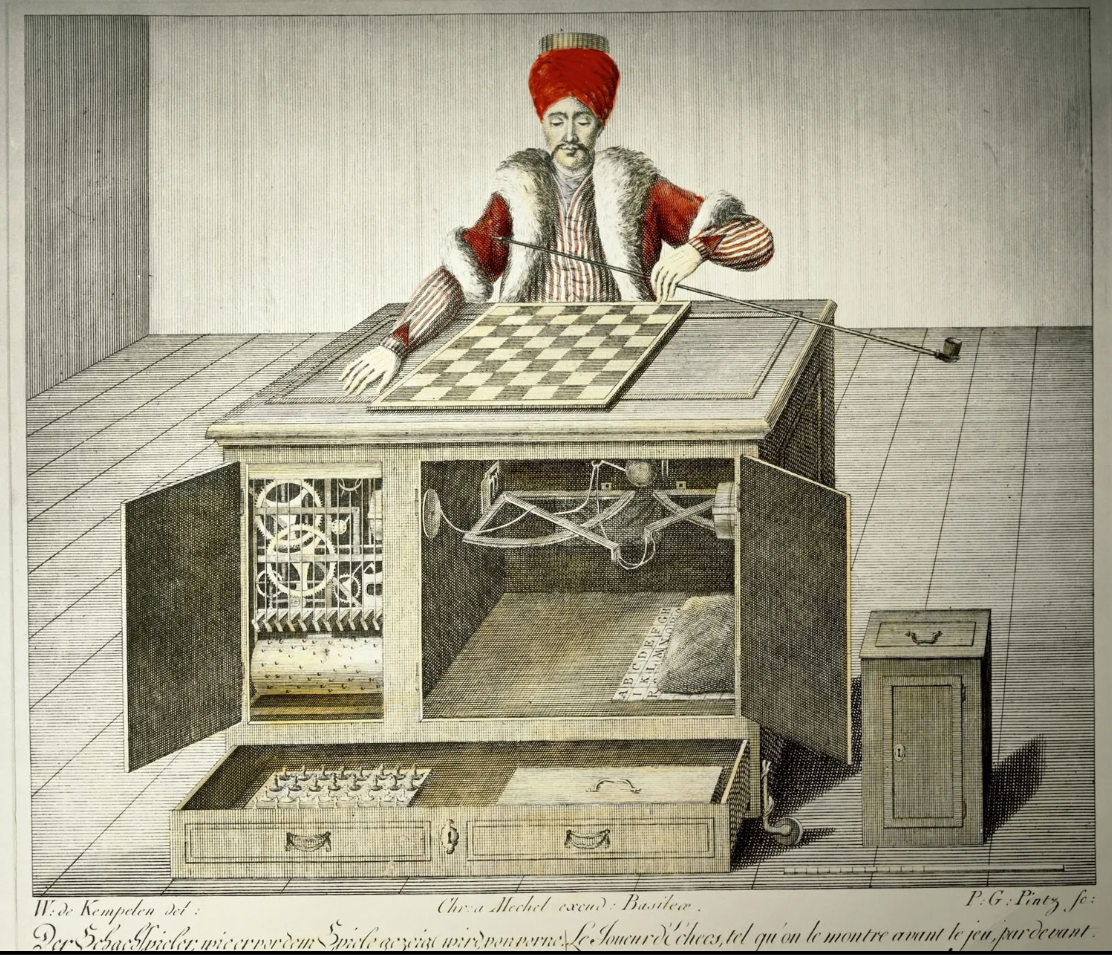 A B C D E F G H
I K L M N
W: de Kempelen del :
Chr: a Mechel excud : Basileæ .
P: G: Pintz sc:
Der Schachspieler, wie er vor dem Spiele gezeigt wird, von vorne. Le Joueur d'échecs, tel qu'on le montre avant le jeu, par devant.